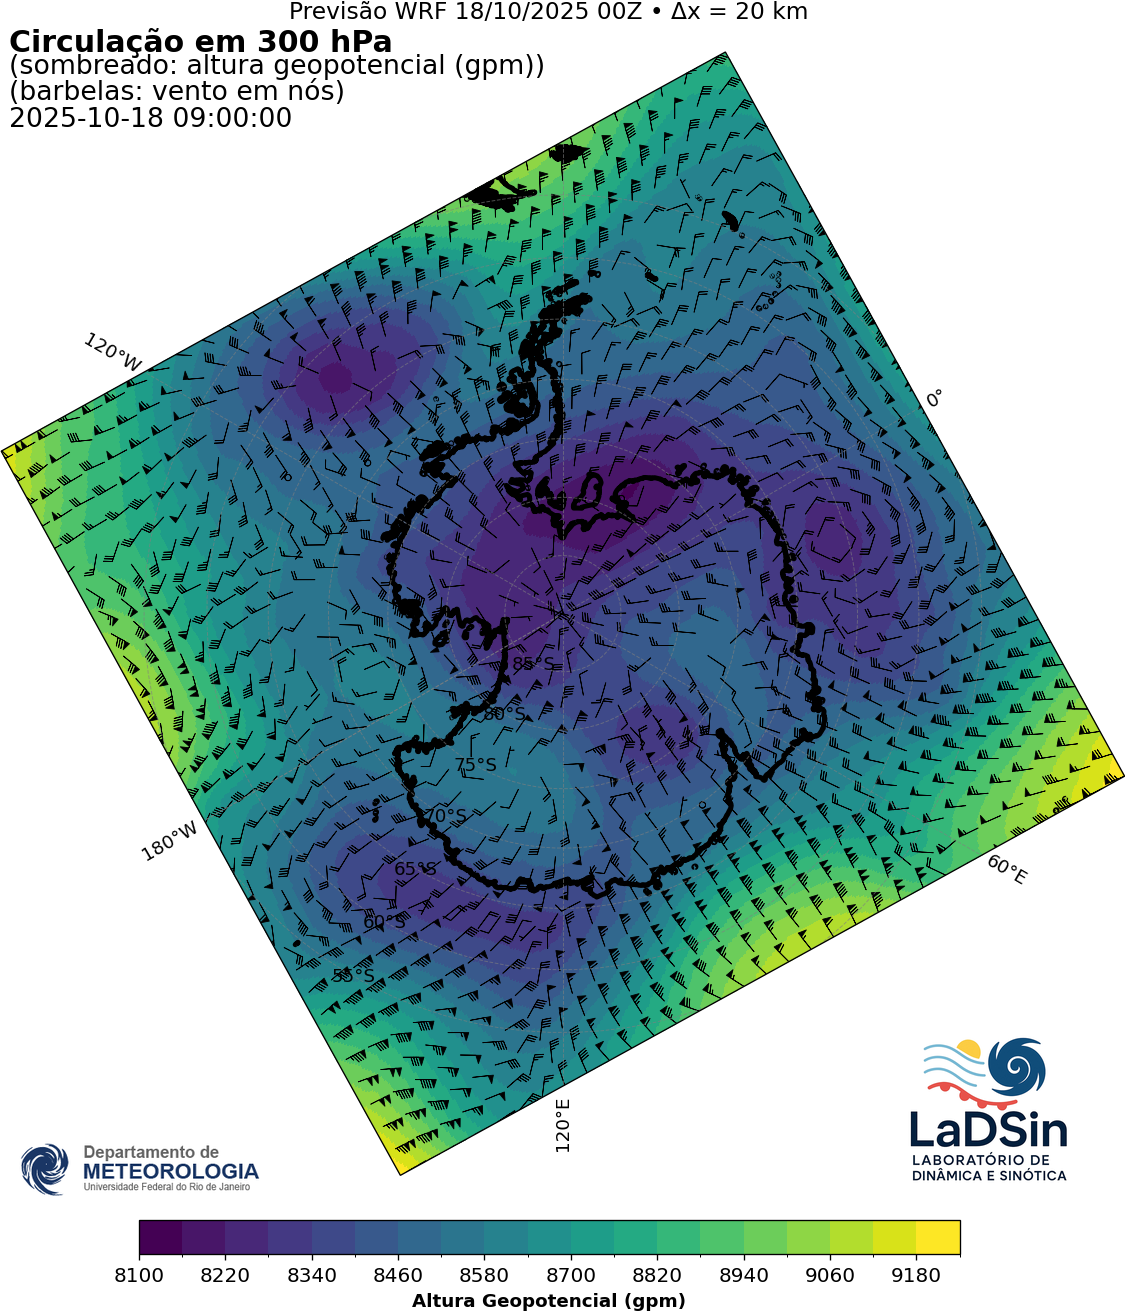 Previsão WRF 18/10/2025 00Z • Δx = 20 km
Circulação em 300 hPa
(sombreado: altura geopotencial (gpm))
(barbelas: vento em nós)
2025-10-18 09:00:00
120°W
0°
85°S
80°S
75°S
70°S
180°W
65°S
60°E
60°S
55°S
120°E
LaDSin
LABORATÓRIO DE
DINÂMICA E SINÓTICA
Departamento de
METEOROLOGIA
Universidade Federal do Rio de Janeiro
8100 8220 8340 8460 8580 8700 8820 8940 9060 9180
Altura Geopotencial (gpm)